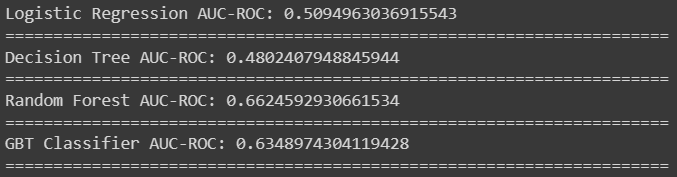 Logistic Regression AUC-ROC: 0.5094963036915543
=====================================================================
Decision Tree AUC-ROC: 0.4802407948845944
=====================================================================
Random Forest AUC-ROC: 0.6624592930661534
=====================================================================
GBT Classifier AUC-ROC: 0.6348974304119428
=====================================================================